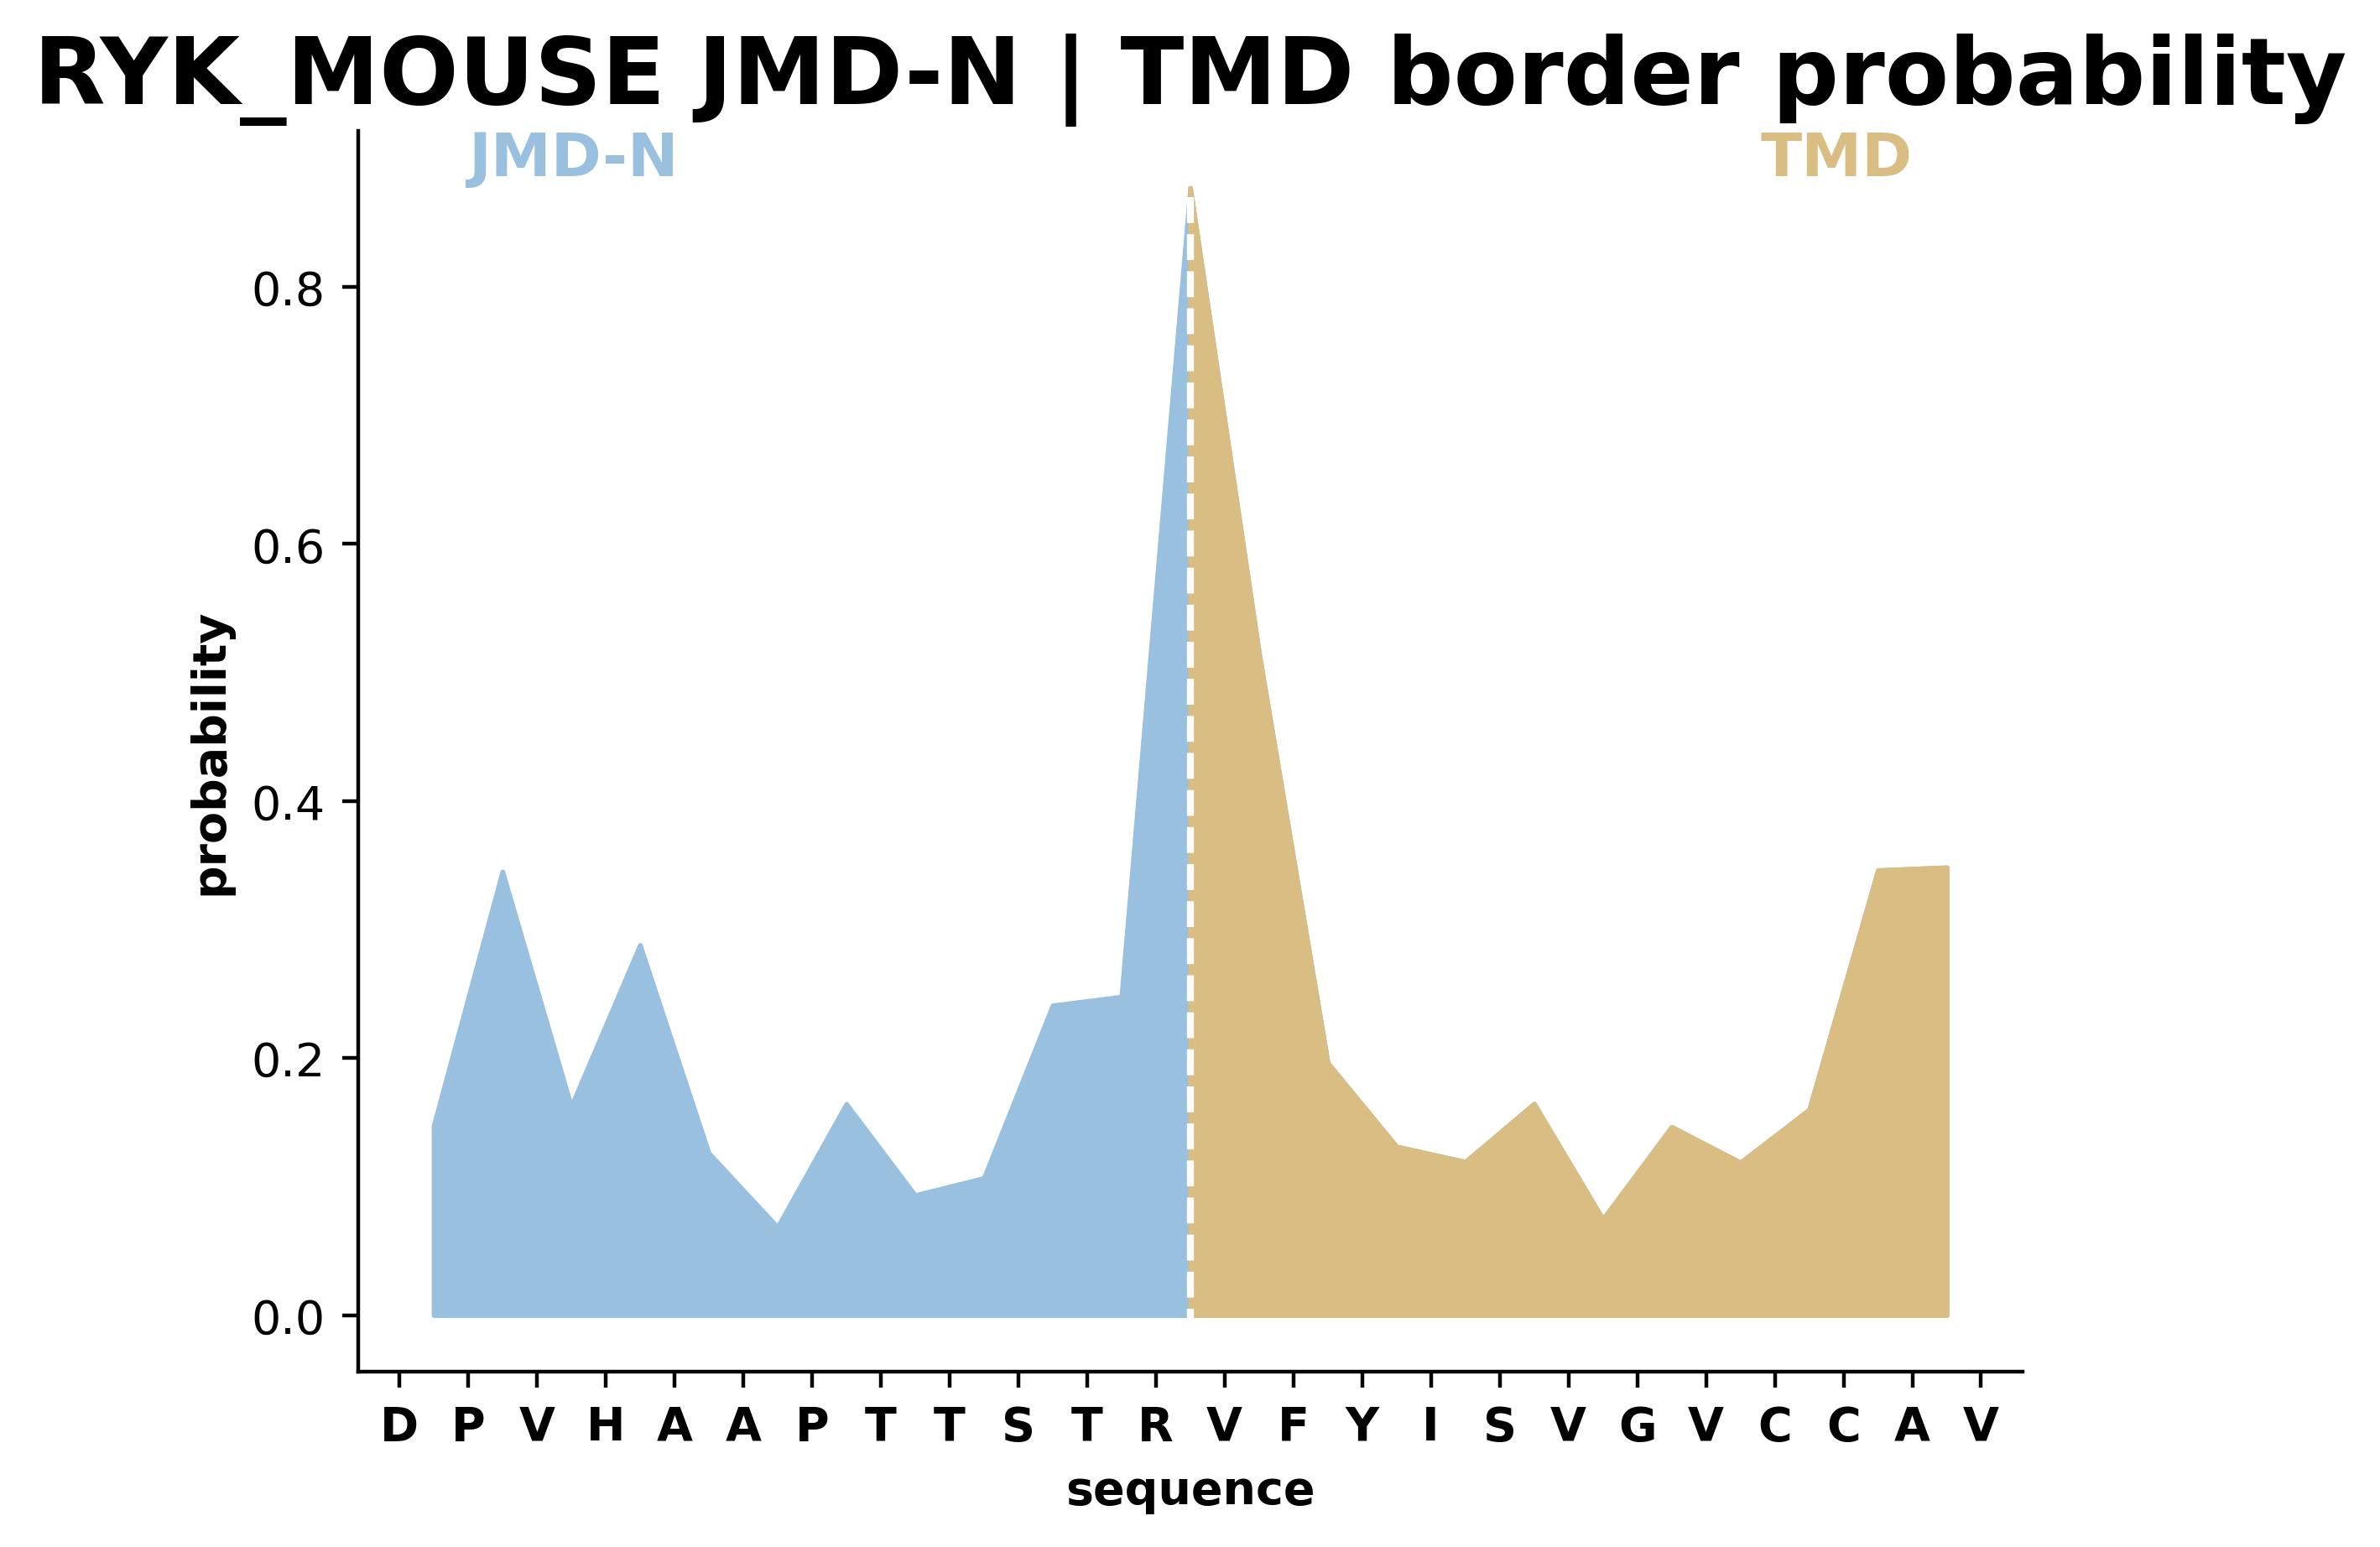 RYK_MOUSE JMD-N | TMD border probability
JMD-N TMD
0.8
0.6
0.4
0.2
0.0
probability
D P V H A A P T T S T R V F Y I S V G V C C A V
sequence